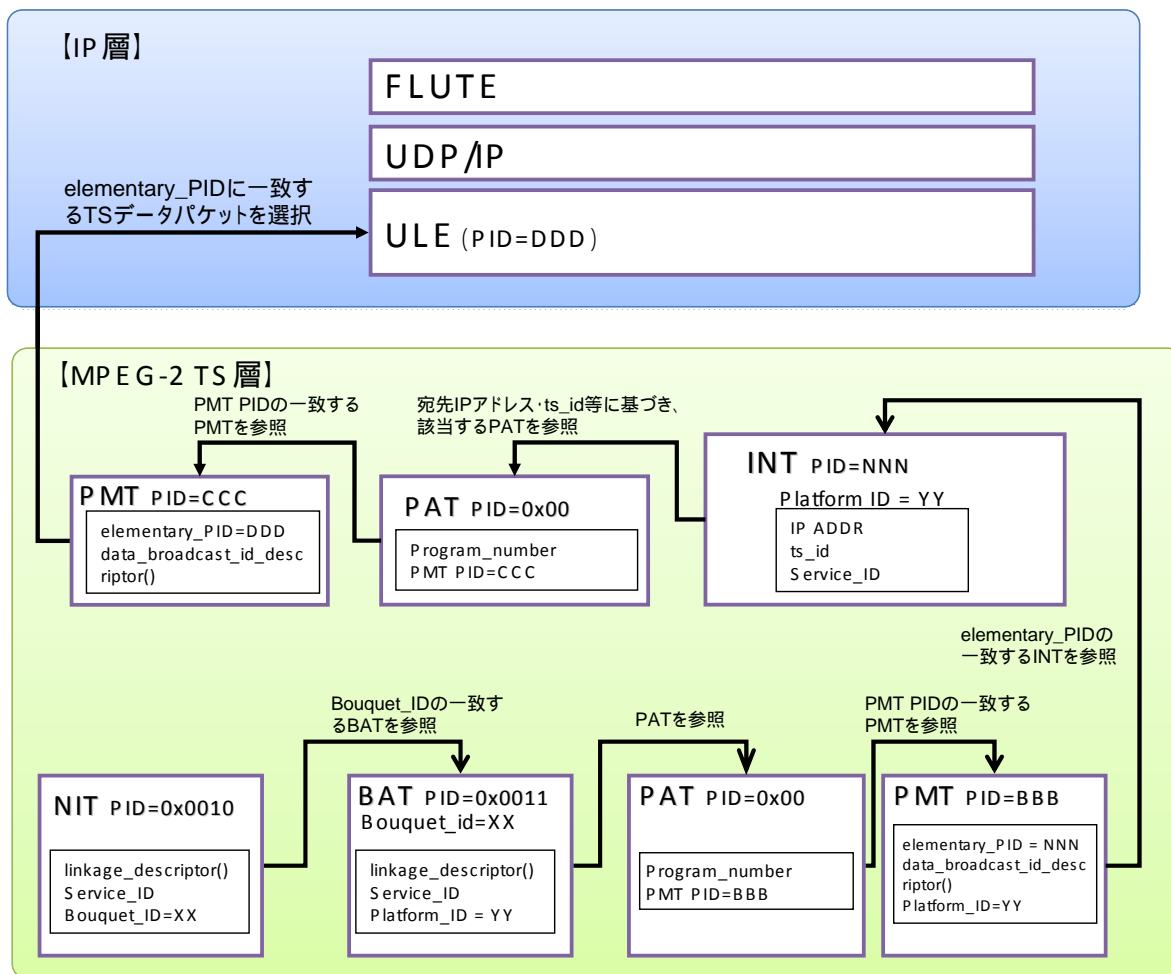 【IP 層】
FLUTE
UDP/IP
elementary_PIDに一致す
るTSデータパケットを選択
ULE (PID=DDD)
【MPEG-2 TS 層】
PMT PIDの一致する
PMTを参照
宛先IPアドレス・ts_id等に基づき、
該当するPATを参照
PMT PID=CCC
elementary_PID=DDD
data_broadcast_id_desc
riptor()
PAT PID=0x00
Program_number
PMT PID=CCC
INT PID=NNN
Platform ID = YY
IP ADDR
ts_id
Service_ID
elementary_PIDの
一致するINTを参照
Bouquet_IDの一致す
るBATを参照
PATを参照
PMT PIDの一致する
PMTを参照
NIT PID=0x0010
linkage_descriptor()
Service_ID
Bouquet_ID=XX
BAT PID=0x0011
Bouquet_id=XX
linkage_descriptor()
Service_ID
Platform_ID = YY
PAT PID=0x00
Program_number
PMT PID=BBB
PMT PID=BBB
elementary_PID = NNN
data_broadcast_id_desc
riptor()
Platform_ID=YY